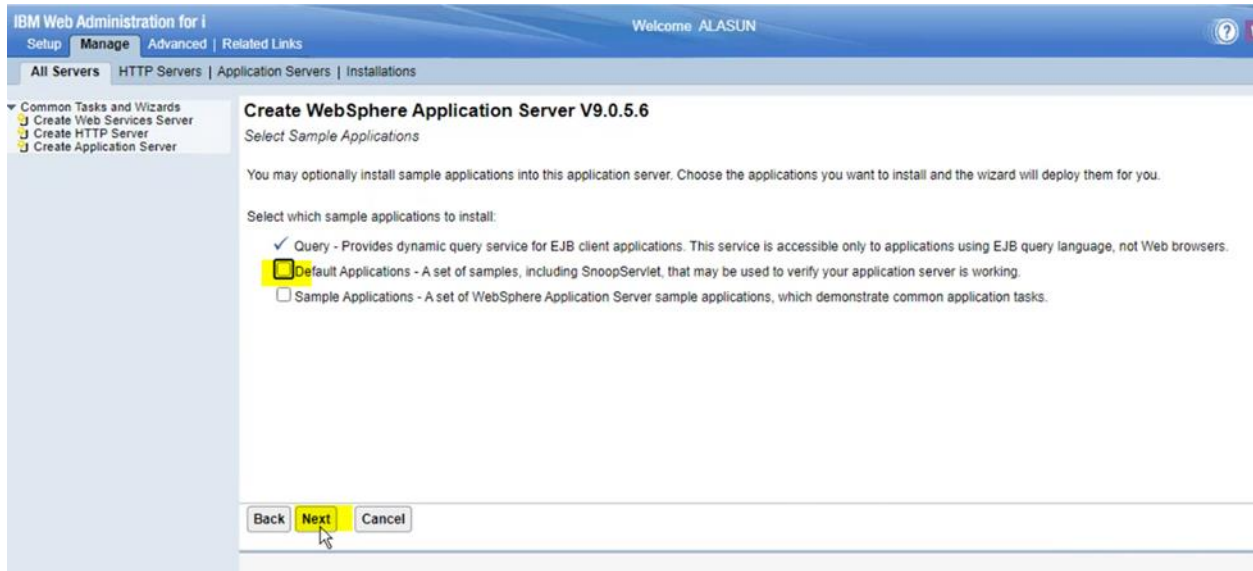 IBM Web Administration for i
Welcome ALASUN
Setup Manage Advanced | Related Links
All Servers HTTP Servers | Application Servers | Installations
Common Tasks and Wizards
Create Web Services Server
Create HTTP Server
Create Application Server
Create WebSphere Application Server V9.0.5.6
Select Sample Applications
You may optionally install sample applications into this application server. Choose the applications you want to install and the wizard will deploy them for you.
Select which sample applications to install:
Query - Provides dynamic query service for EJB client applications. This service is accessible only to applications using EJB query language, not Web browsers.
Default Applications - A set of samples, including SnoopServlet, that may be used to verify your application server is working.
Sample Applications - A set of WebSphere Application Server sample applications, which demonstrate common application tasks.
Back Next Cancel